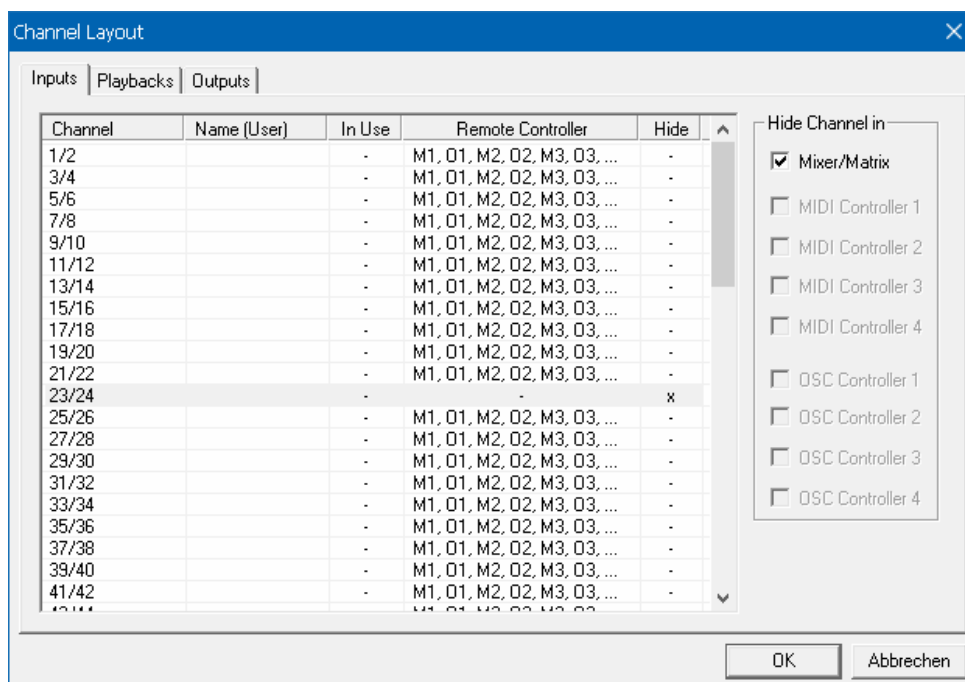 Channel Layout
Inputs Playbacks Outputs
Channel Name (User) In Use Remote Controller Hide
1/2 - M1, O1, M2, O2, M3, O3, ... -
3/4 - M1, O1, M2, O2, M3, O3, ... -
5/6 - M1, O1, M2, O2, M3, O3, ... -
7/8 - M1, O1, M2, O2, M3, O3, ... -
9/10 - M1, O1, M2, O2, M3, O3, ... -
11/12 - M1, O1, M2, O2, M3, O3, ... -
13/14 - M1, O1, M2, O2, M3, O3, ... -
15/16 - M1, O1, M2, O2, M3, O3, ... -
17/18 - M1, O1, M2, O2, M3, O3, ... -
19/20 - M1, O1, M2, O2, M3, O3, ... -
21/22 - M1, O1, M2, O2, M3, O3, ... -
23/24 - - x
25/26 - M1, O1, M2, O2, M3, O3, ... -
27/28 - M1, O1, M2, O2, M3, O3, ... -
29/30 - M1, O1, M2, O2, M3, O3, ... -
31/32 - M1, O1, M2, O2, M3, O3, ... -
33/34 - M1, O1, M2, O2, M3, O3, ... -
35/36 - M1, O1, M2, O2, M3, O3, ... -
37/38 - M1, O1, M2, O2, M3, O3, ... -
39/40 - M1, O1, M2, O2, M3, O3, ... -
41/42 - M1, O1, M2, O2, M3, O3, ... -
Hide Channel in
Mixer/Matrix
MIDI Controller 1
MIDI Controller 2
MIDI Controller 3
MIDI Controller 4
OSC Controller 1
OSC Controller 2
OSC Controller 3
OSC Controller 4
OK Abbrechen